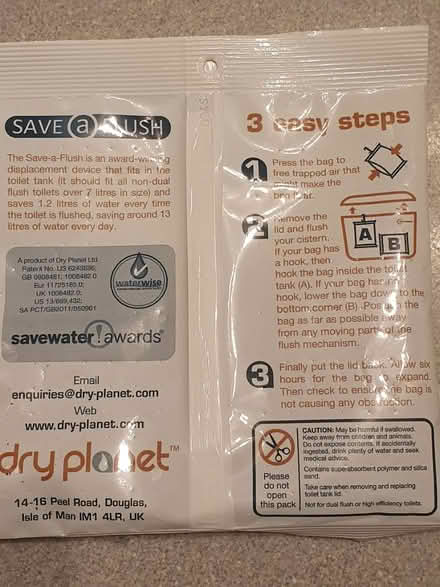 SAVE a FLUSH
The Save-a-Flush is an award-winning
displacement device that fits in the
toilet tank (it should fit all non-dual
flush toilets over 7 litres in size) and
saves 1.2 litres of water every time
the toilet is flushed, saving around 13
litres of water every day.
A product of Dry Planet Ltd
waterwise
savewater! awards
Email
enquiries@dry-planet.com
Web
www.dry-planet.com
dryplanet™
14-16 Peel Road, Douglas,
Isle of Man IM1 4LR, UK
3 easy steps
1
Press the bag to
free trapped air that
might make the
bag float.
2
Remove the
lid and flush
your cistern.
If your bag has
a hook, then
hook the bag inside the toilet
tank (A). If your bag has no
hook, lower the bag down to the
bottom corner (B). Position the
bag as far as possible away
from any moving parts of the
flush mechanism.
A
B
3
Finally put the lid back. Allow six
hours for the bag to expand.
Then check to ensure the bag is
not causing any obstruction.
Please
do not
open
this pack
CAUTION: May be harmful if swallowed.
Keep away from children and animals.
Do not expose contents. If accidentally
ingested, drink plenty of water and seek
medical advice.
Contains super-absorbent polymer and silica
sand.
Take care when removing and replacing
toilet tank lid.
Not for dual flush or high efficiency toilets.